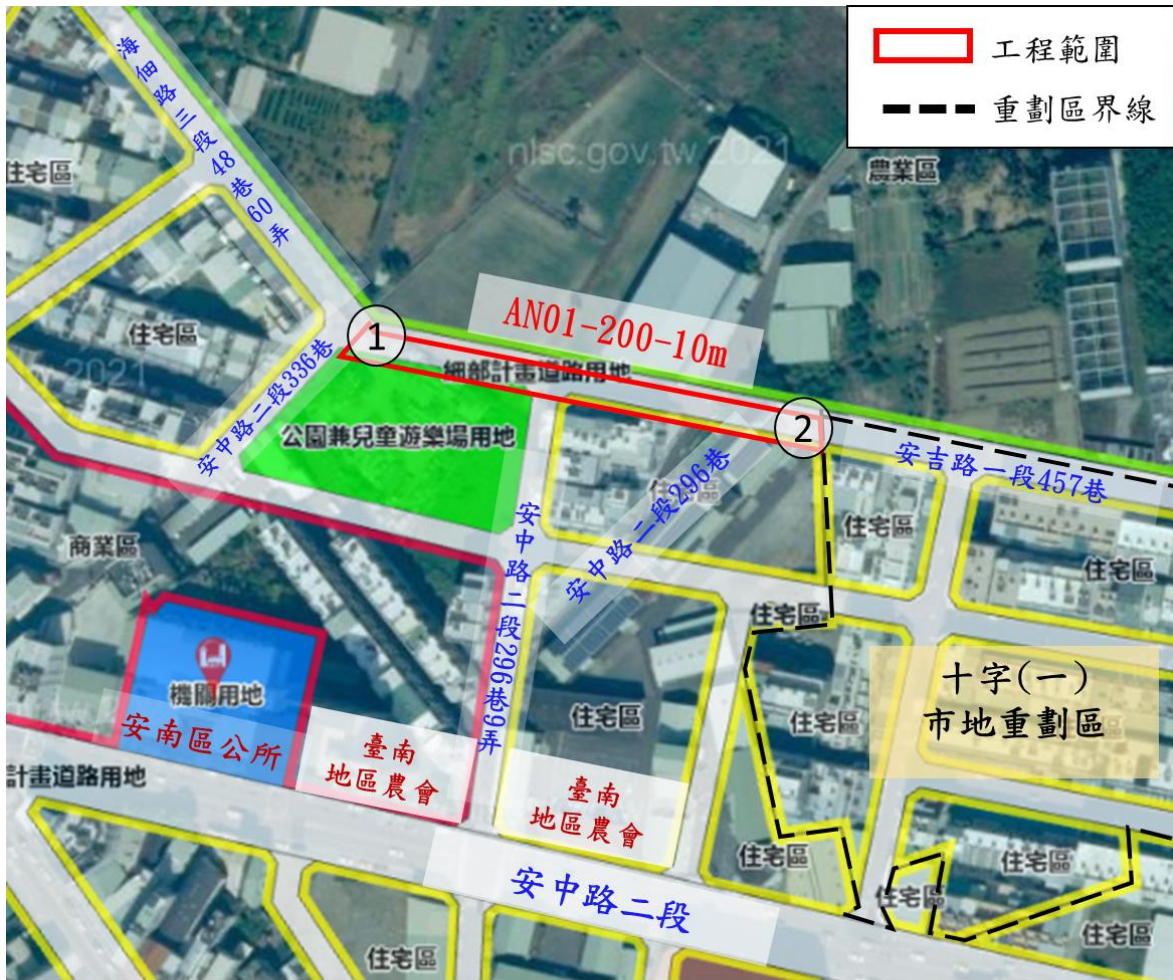 工程範圍
重劃區界線
海佃路三段48巷60弄
nlsc.gov.tw 2021
農業區
住宅區
住宅區
AN01-200-10m
1
細部計畫道路用地
2
安中路二段336巷
2021
公園兼兒童遊樂場用地
安吉路一段457巷
住宅區
安中路二段296巷
住宅區
住宅區
商業區
安中路二段296巷9弄
住宅區
十字(一)
市地重劃區
機關用地
住宅區
住宅區
安南區公所
臺南
地區農會
臺南
地區農會
計畫道路用地
住宅區
住宅區
安中路二段
住宅區
住宅區
住宅區